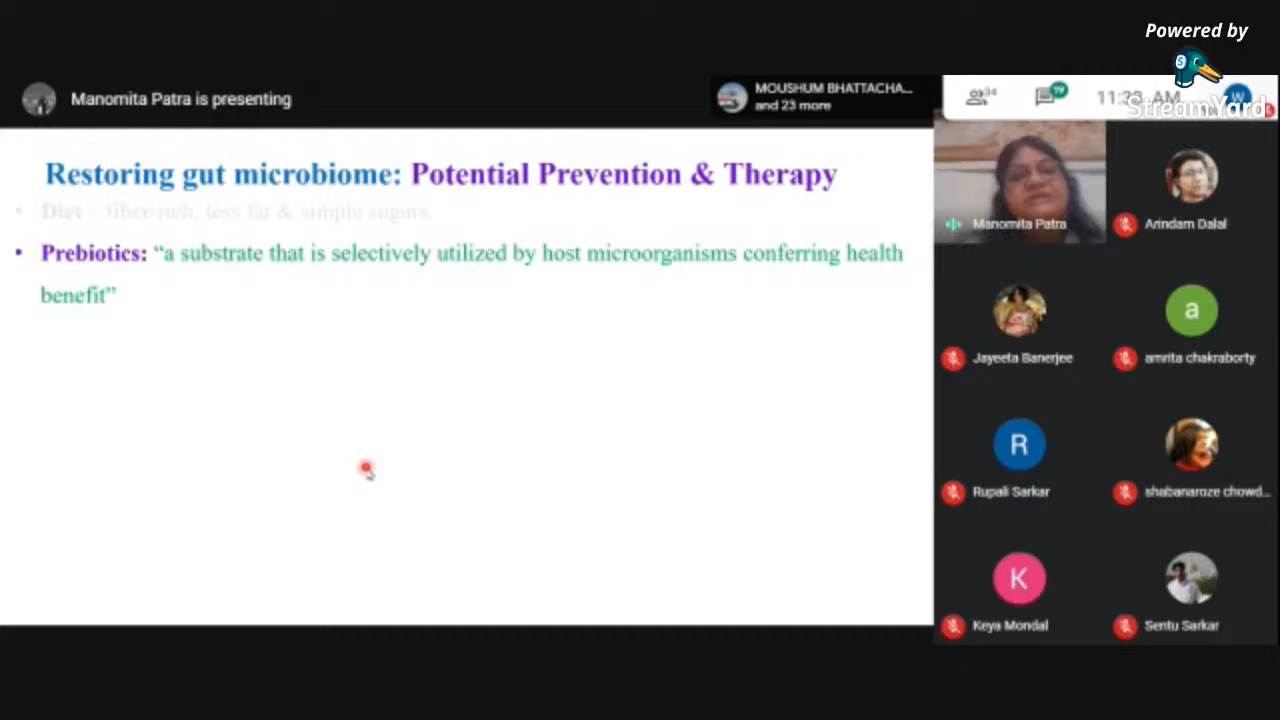 Powered by
StreamYard
Manomita Patra is presenting
MOUSHUM BHATTACHA...
and 23 more
34
19
AM
W
Restoring gut microbiome: Potential Prevention & Therapy
• Diet – fiber-rich, less fat & simple sugars
• Prebiotics: “a substrate that is selectively utilized by host microorganisms conferring health
benefit”
Manomita Patra
Arindam Dalal
a
Jayeeta Banerjee
amrita chakraborty
R
Rupali Sarkar
shabanaroze chowd...
K
Keya Mondal
Sentu Sarkar